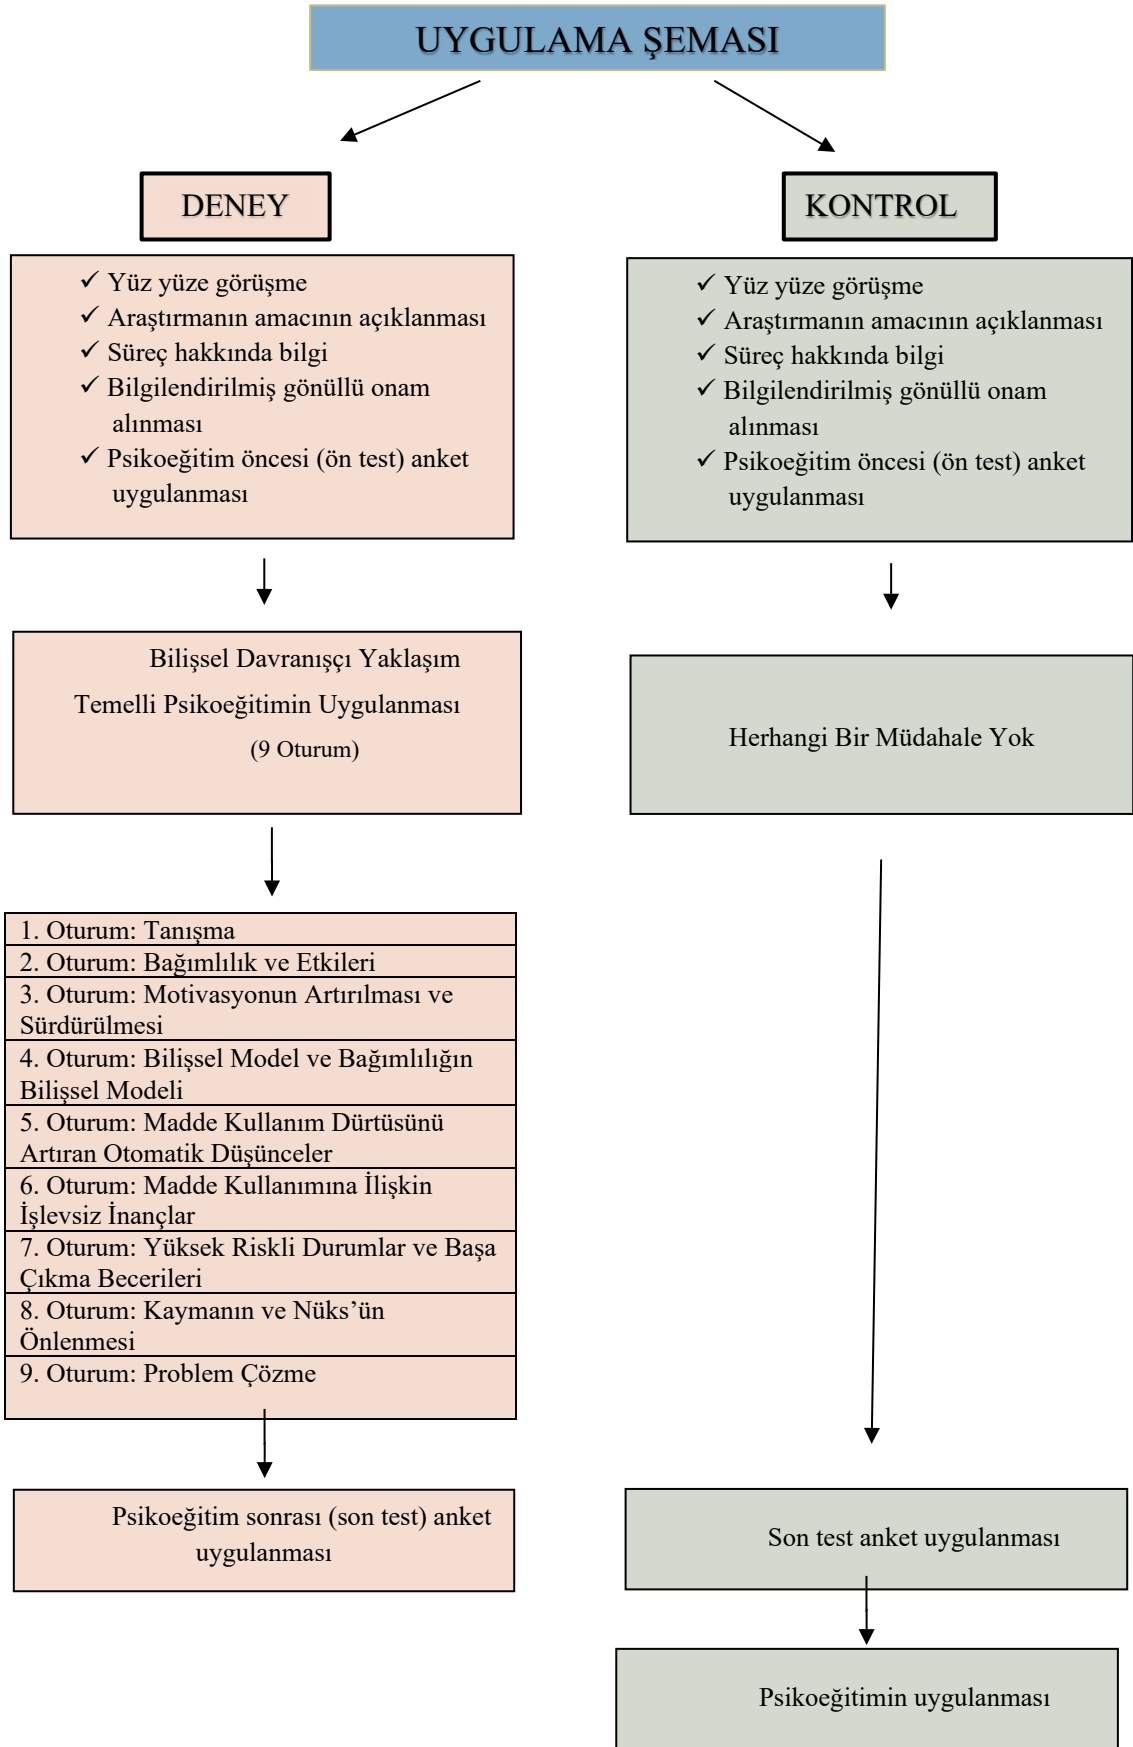 UYGULAMA ŞEMASI
DENEY
✓ Yüz yüze görüşme
✓ Araştırmanın amacının açıklanması
✓ Süreç hakkında bilgi
✓ Bilgilendirilmiş gönüllü onam
alınması
✓ Psikoeğitim öncesi (ön test) anket
uygulanması
Bilişsel Davranışçı Yaklaşım
Temelli Psikoeğitimin Uygulanması
(9 Oturum)
1. Oturum: Tanışma
2. Oturum: Bağımlılık ve Etkileri
3. Oturum: Motivasyonun Artırılması ve
Sürdürülmesi
4. Oturum: Bilişsel Model ve Bağımlılığın
Bilişsel Modeli
5. Oturum: Madde Kullanım Dürtüsünü
Artıran Otomatik Düşünceler
6. Oturum: Madde Kullanımına İlişkin
İşlevsiz İnançlar
7. Oturum: Yüksek Riskli Durumlar ve Başa
Çıkma Becerileri
8. Oturum: Kaymanın ve Nüks’ün
Önlenmesi
9. Oturum: Problem Çözme
Psikoeğitim sonrası (son test) anket
uygulanması
KONTROL
✓ Yüz yüze görüşme
✓ Araştırmanın amacının açıklanması
✓ Süreç hakkında bilgi
✓ Bilgilendirilmiş gönüllü onam
alınması
✓ Psikoeğitim öncesi (ön test) anket
uygulanması
Herhangi Bir Müdahale Yok
Son test anket uygulanması
Psikoeğitimin uygulanması